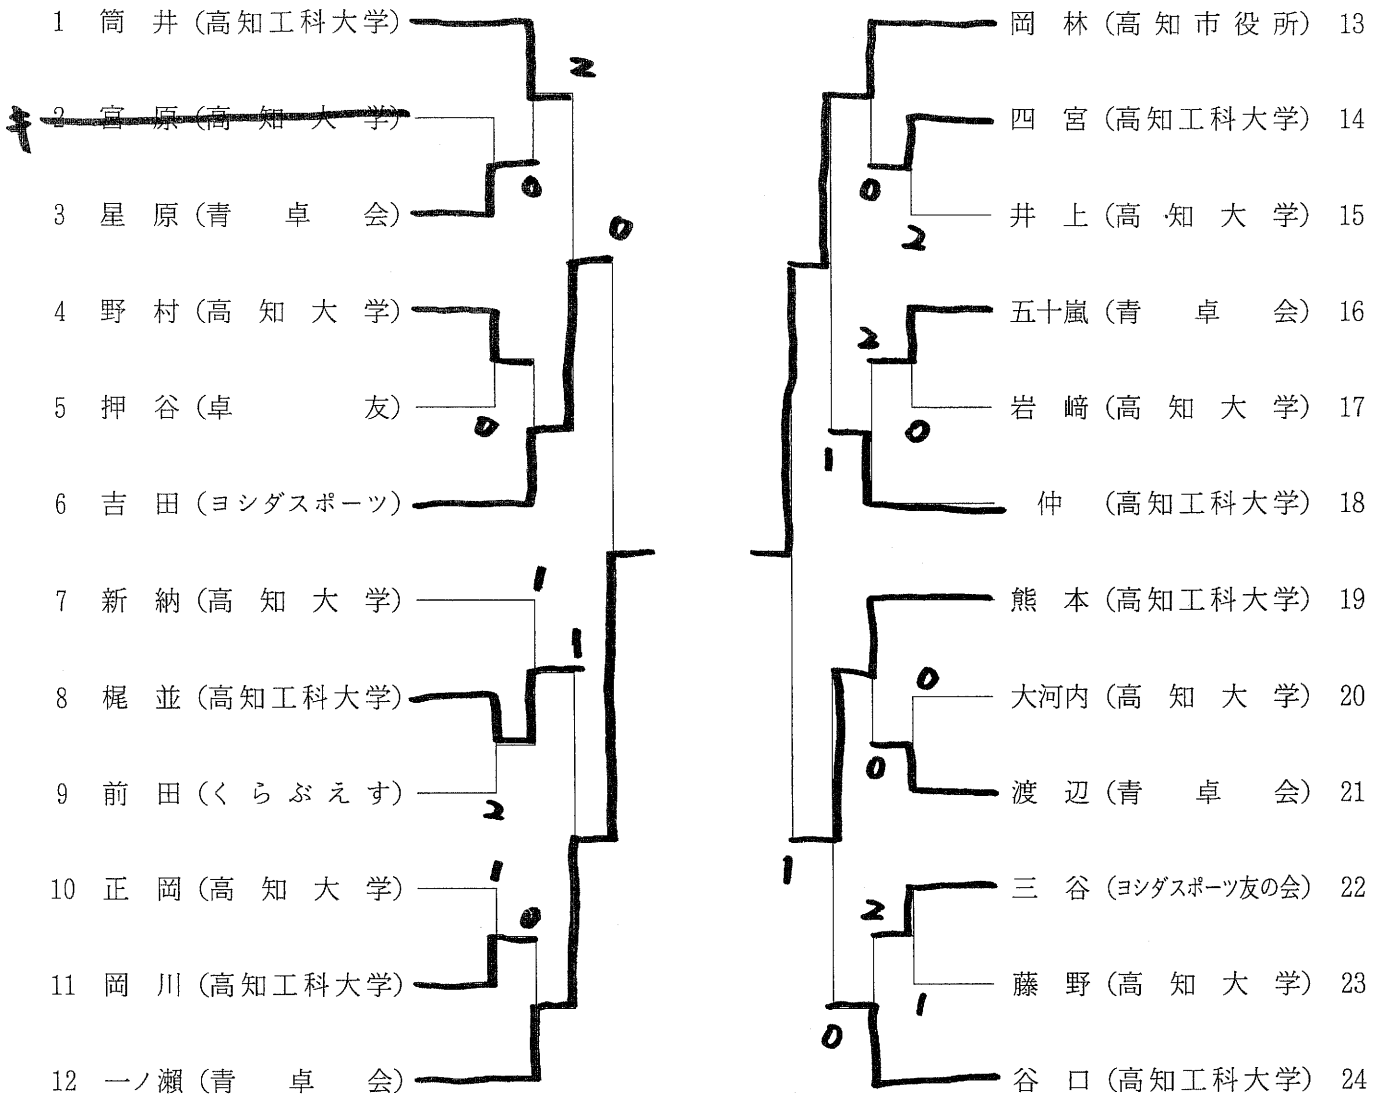 1 筒井 (高知工科大学)
2
キ 2 宮原 (高知大学)
0
3 星原 (青卓会)
0
4 野村 (高知大学)
5 押谷 (卓友)
0
6 吉田 (ヨシダスポーツ)
1
7 新納 (高知大学)
1
8 梶並 (高知工科大学)
9 前田 (くらぶえす)
2
1
10 正岡 (高知大学)
0
11 岡川 (高知工科大学)
12 一ノ瀬 (青卓会)
岡林 (高知市役所) 13
四宮 (高知工科大学) 14
0
井上 (高知大学) 15
2
五十嵐 (青卓会) 16
2
岩﨑 (高知大学) 17
0
1
仲 (高知工科大学) 18
熊本 (高知工科大学) 19
0
大河内 (高知大学) 20
0
渡辺 (青卓会) 21
1
三谷 (ヨシダスポーツ友の会) 22
2
藤野 (高知大学) 23
1
0
谷口 (高知工科大学) 24